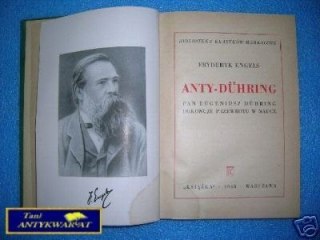 BIBLIOTEKA KLASYKÓW MARKSIZMU
FRYDERYK ENGELS
ANTY-DÜHRING
PAN EUGENIUSZ DÜHRING
DOKONUJE PRZEWROTU W NAUCE
„KSIĄŻKA" WARSZAWA
Tani
ANTYKWARIAT